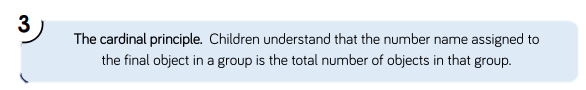 3
The cardinal principle. Children understand that the number name assigned to
the final object in a group is the total number of objects in that group.